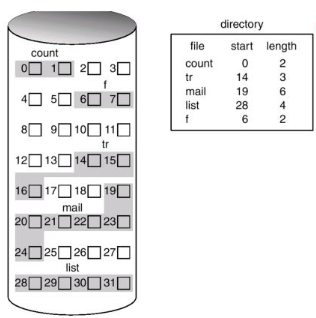 directory
file start length
count 0 2
tr 14 3
mail 19 6
list 28 4
f 6 2
count
0 1 2 3
f
4 5 6 7
8 9 10 11
tr
12 13 14 15
16 17 18 19
mail
20 21 22 23
24 25 26 27
list
28 29 30 31